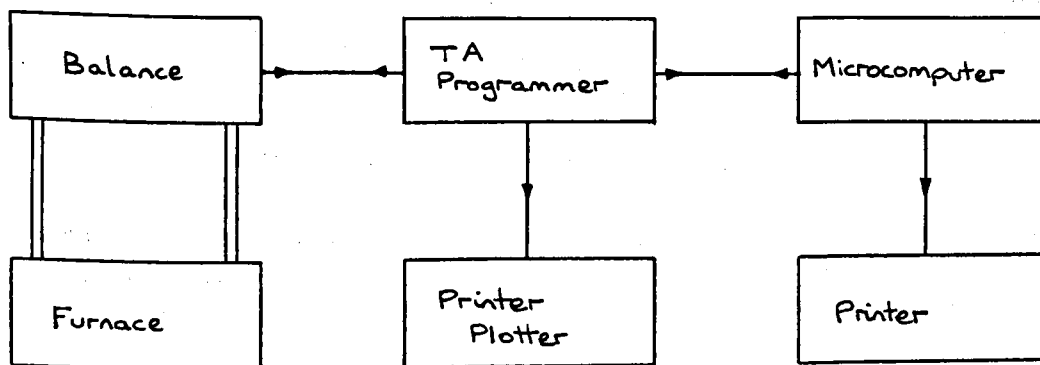 Balance
TA
Programmer
Microcomputer
Furnace
Printer
Plotter
Printer